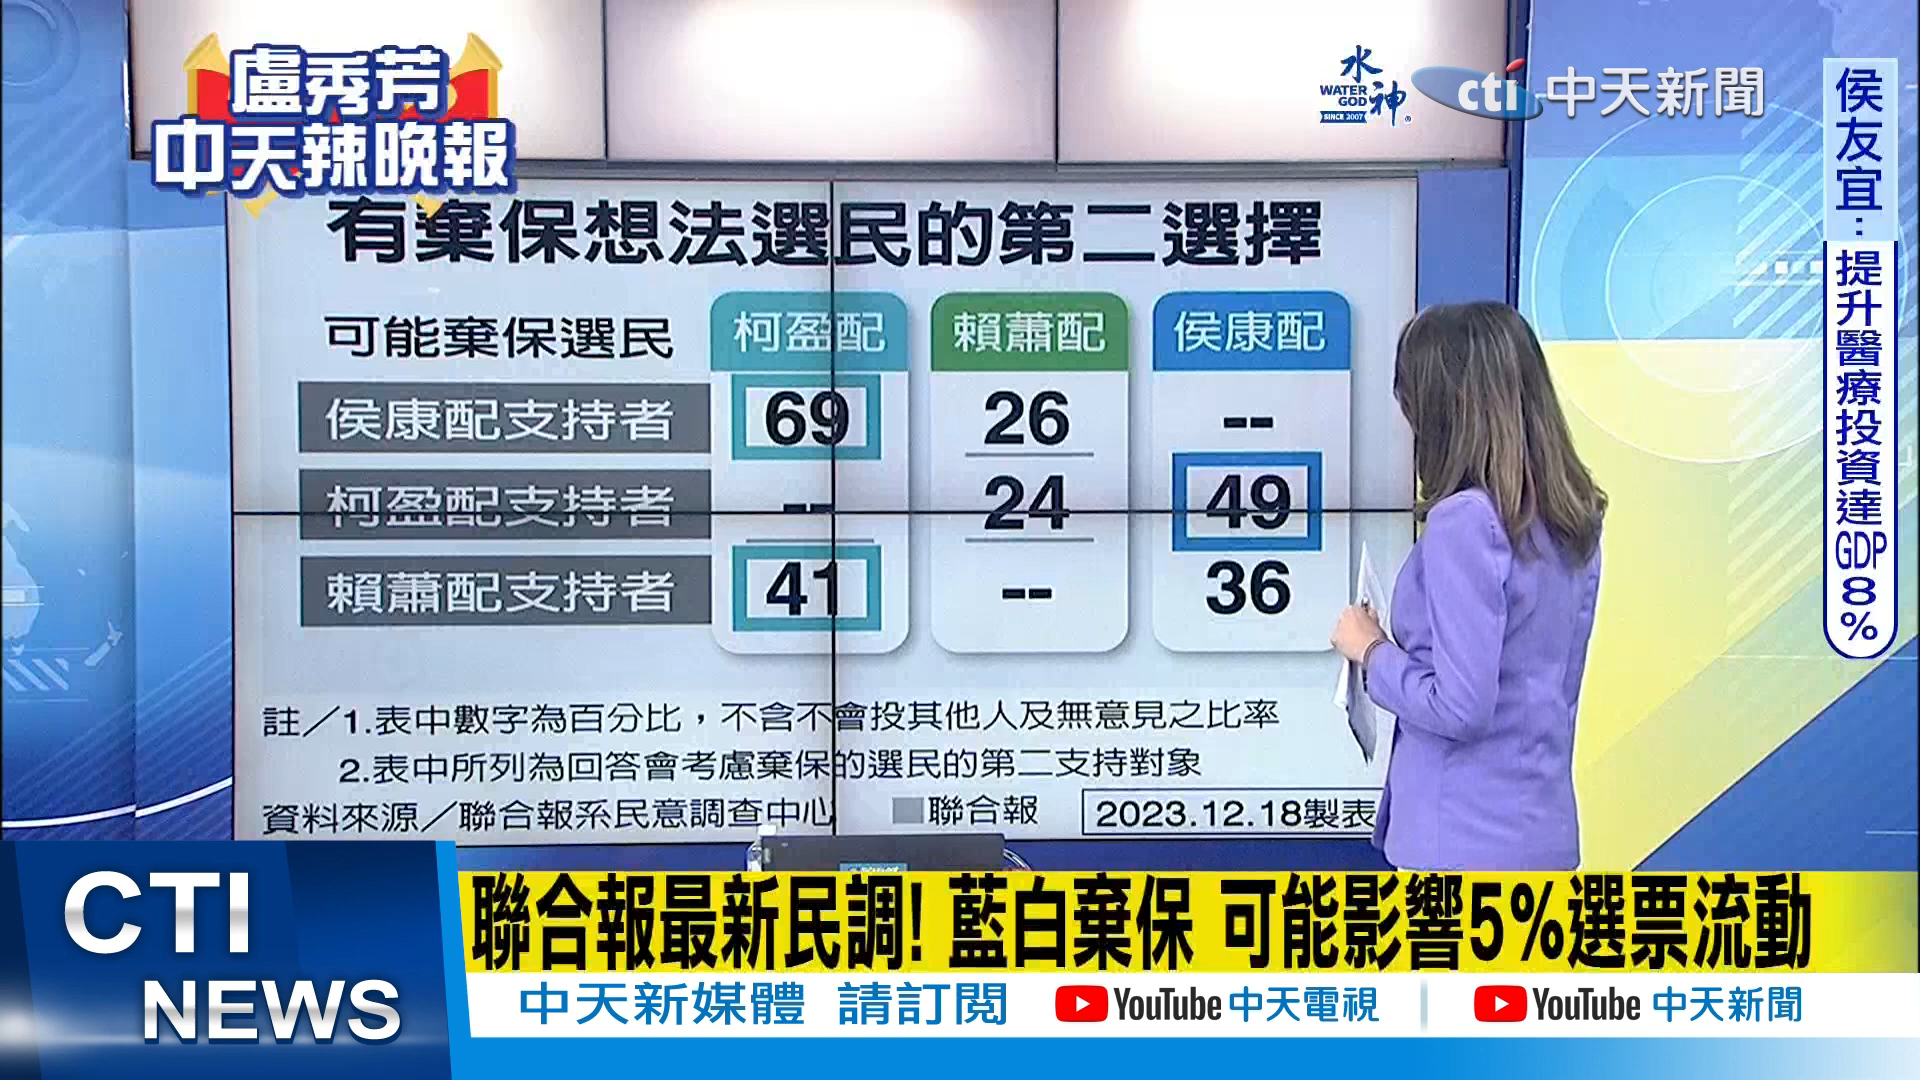 盧秀芳
中天辣晚報
水神
WATER GOD
SINCE 2007
cti 中天新聞
侯友宜：提升醫療投資達GDP8%
有棄保想法選民的第二選擇
可能棄保選民 柯盈配 賴蕭配 侯康配
侯康配支持者 69 26 --
柯盈配支持者 -- 24 49
賴蕭配支持者 41 -- 36
註／1.表中數字為百分比，不含不會投其他人及無意見之比率
2.表中所列為回答會考慮棄保的選民的第二支持對象
資料來源／聯合報系民意調查中心 聯合報 2023.12.18製表
CTI NEWS
聯合報最新民調! 藍白棄保 可能影響5%選票流動
中天新媒體 請訂閱 YouTube 中天電視 YouTube 中天新聞